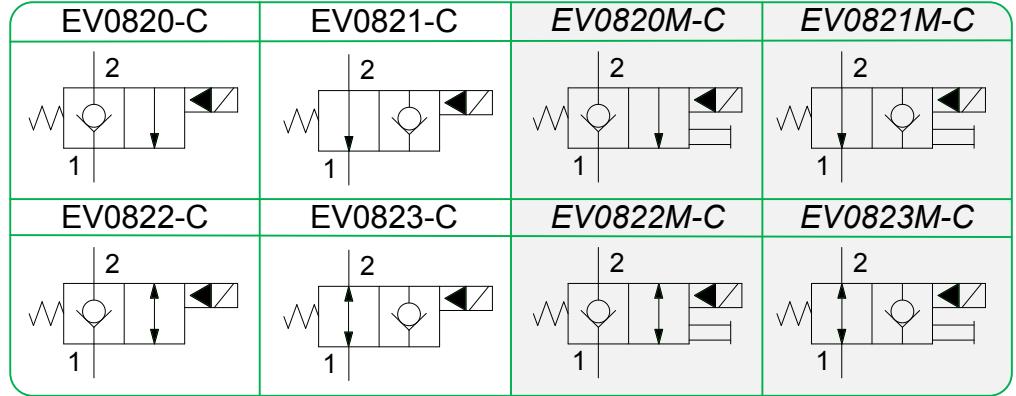 EV0820-C EV0821-C EV0820M-C EV0821M-C
2 2 2 2
1 1 1 1
EV0822-C EV0823-C EV0822M-C EV0823M-C
2 2 2 2
1 1 1 1